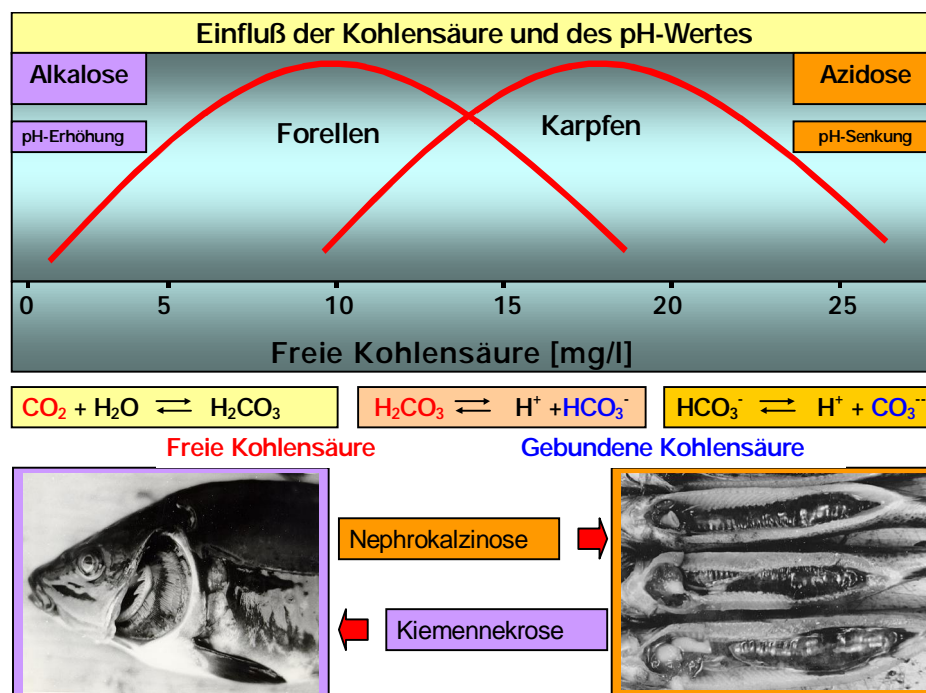 Einfluß der Kohlensäure und des pH-Wertes
Alkalose
Azidose
pH-Erhöhung
Forellen
Karpfen
pH-Senkung
0 5 10 15 20 25
Freie Kohlensäure [mg/l]
CO₂ + H₂O ⇄ H₂CO₃
H₂CO₃ ⇄ H⁺ +HCO₃⁻
HCO₃⁻ ⇄ H⁺ + CO₃⁻⁻
Freie Kohlensäure
Gebundene Kohlensäure
Nephrokalzinose
Kiemennekrose